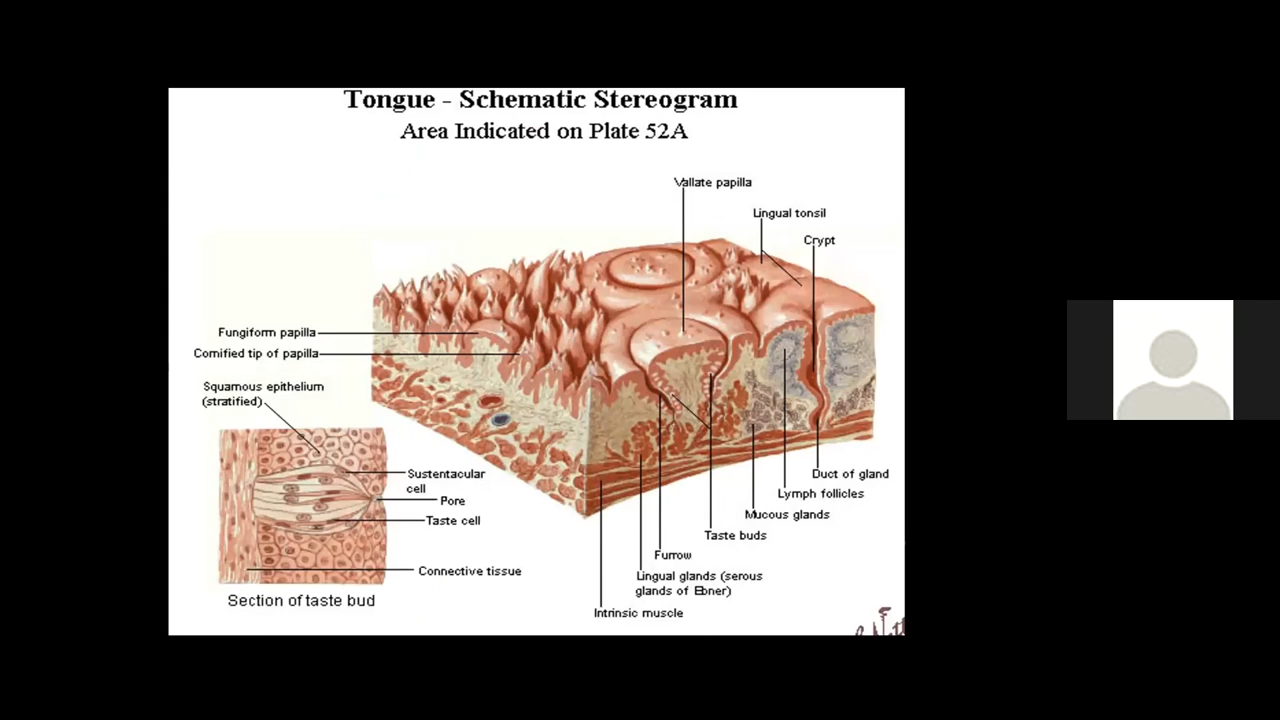 Tongue - Schematic Stereogram
Area Indicated on Plate 52A
Vallate papilla
Lingual tonsil
Crypt
Fungiform papilla
Cornified tip of papilla
Squamous epithelium
(stratified)
Sustentacular
cell
Pore
Taste cell
Connective tissue
Section of taste bud
Duct of gland
Lymph follicles
Mucous glands
Taste buds
Furrow
Lingual glands (serous
glands of Ebner)
Intrinsic muscle